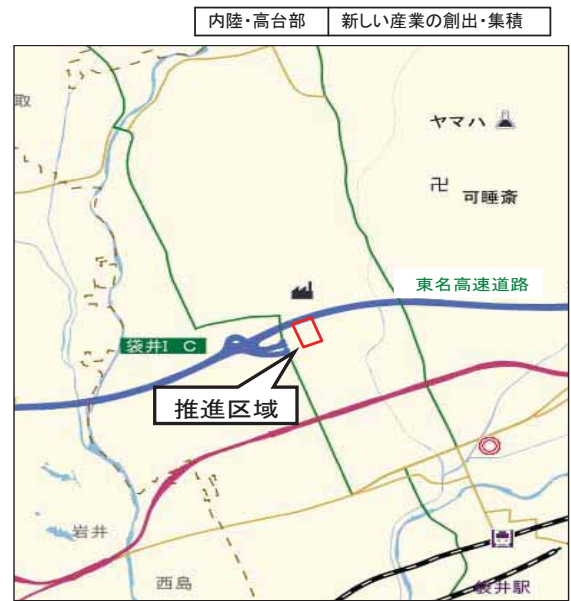 内陸・高台部 新しい産業の創出・集積
取
ヤマハ
卍
可睡斎
東名高速道路
袋井I C
推進区域
岩井
西島
袋井駅